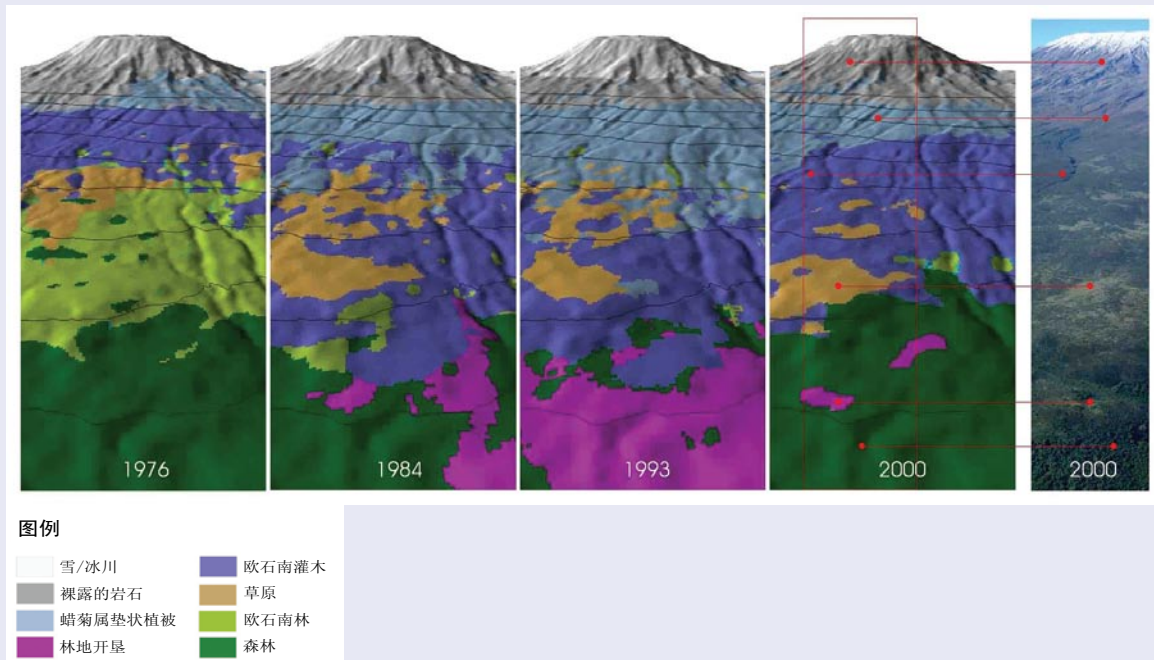 1976
1984
1993
2000
2000
图例
雪/冰川
欧石南灌木
裸露的岩石
草原
蜡菊属垫状植被
欧石南林
林地开垦
森林